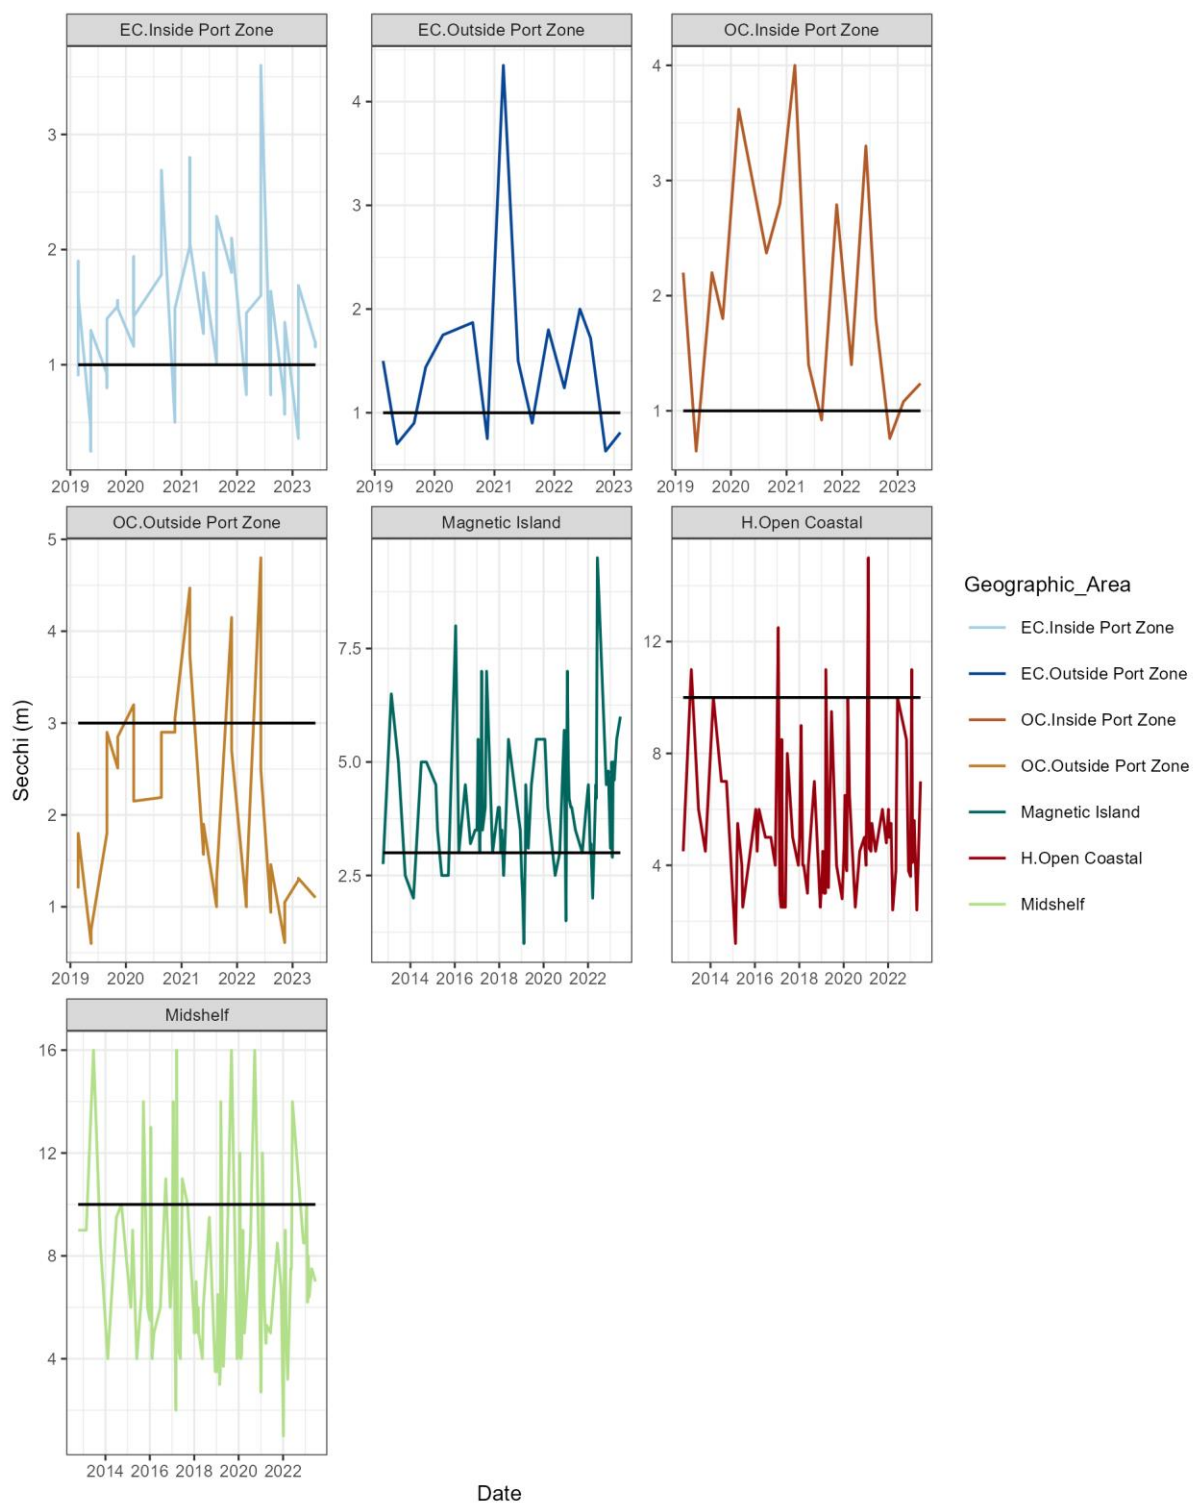 EC.Inside Port Zone
EC.Outside Port Zone
OC.Inside Port Zone
3
2
1
4
3
2
1
4
3
2
1
2019 2020 2021 2022 2023
2019 2020 2021 2022 2023
2019 2020 2021 2022 2023
OC.Outside Port Zone
Magnetic Island
H.Open Coastal
5
4
3
2
1
7.5
5.0
2.5
12
8
4
2019 2020 2021 2022 2023
2014 2016 2018 2020 2022
2014 2016 2018 2020 2022
Midshelf
16
12
8
4
2014 2016 2018 2020 2022
Secchi (m)
Date
Geographic_Area
EC.Inside Port Zone
EC.Outside Port Zone
OC.Inside Port Zone
OC.Outside Port Zone
Magnetic Island
H.Open Coastal
Midshelf